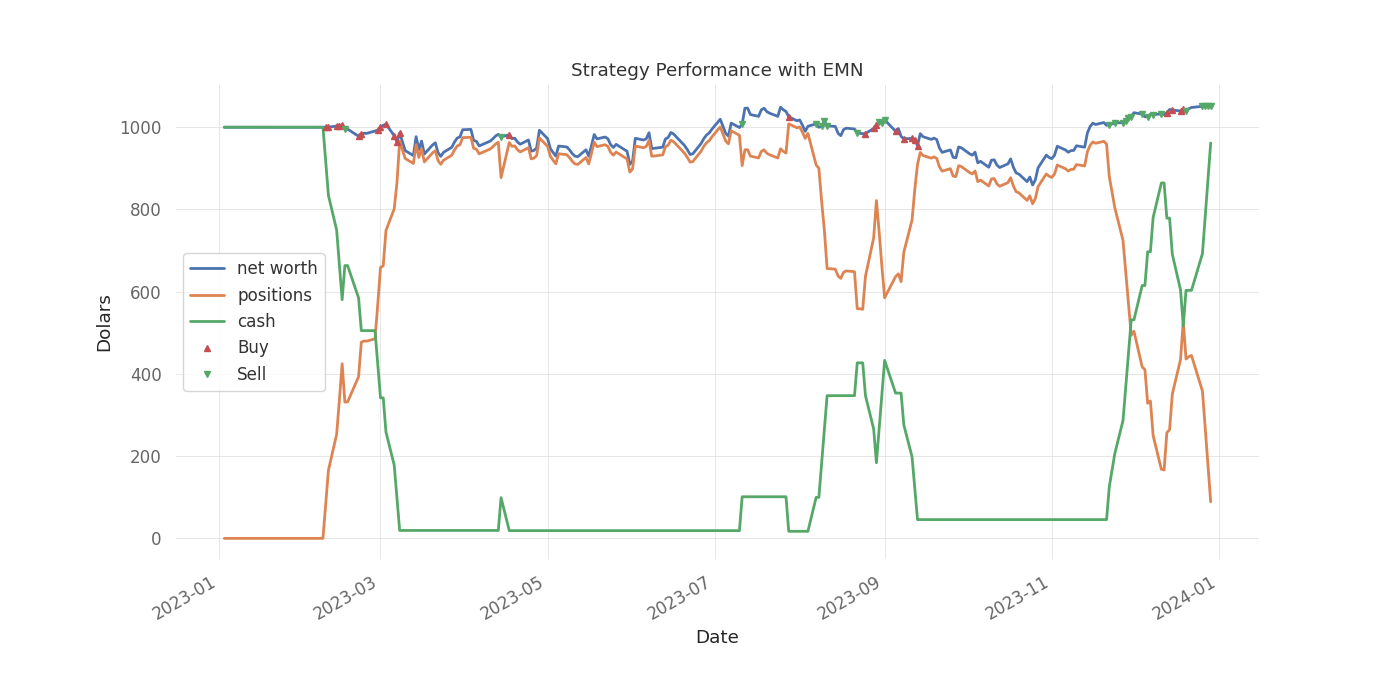 Strategy Performance with EMN
1000
800
600
400
200
0
Dolars
net worth
positions
cash
Buy
Sell
2023-01
2023-03
2023-05
2023-07
2023-09
2023-11
2024-01
Date